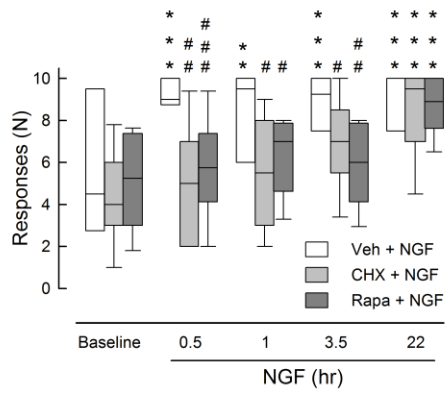 * # * * * *
* # # * * # # * * *
* # # * # # * # # * * *
10
8
6
4
2
0
Responses (N)
Veh + NGF
CHX + NGF
Rapa + NGF
Baseline 0.5 1 3.5 22
NGF (hr)